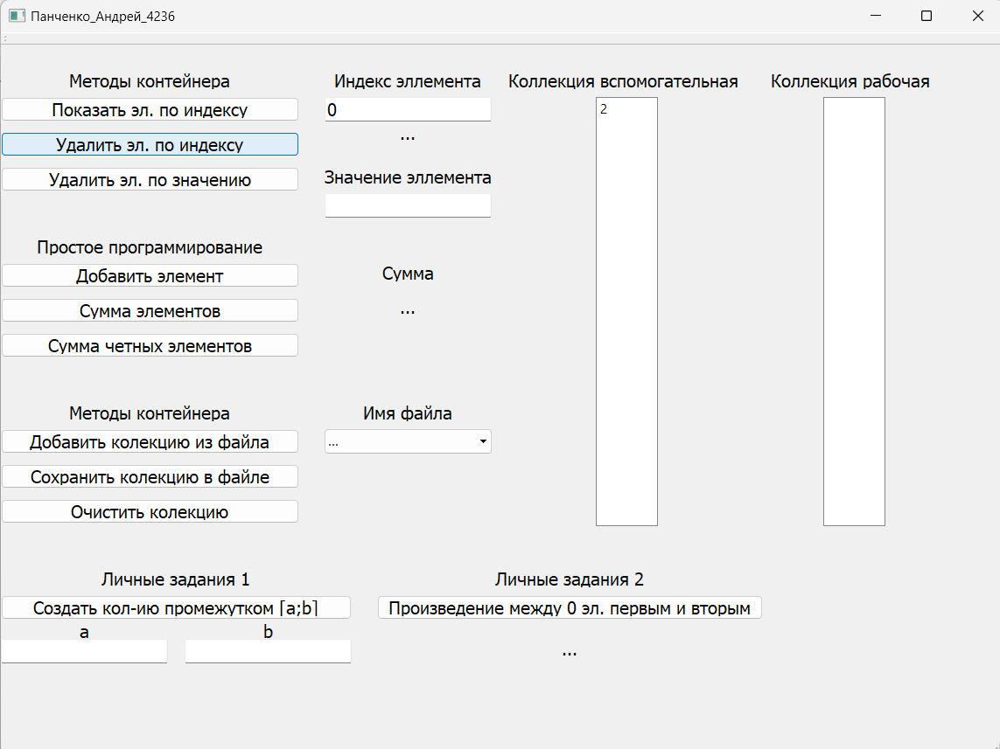 Панченко_Андрей_4236
Методы контейнера
Показать эл. по индексу
Удалить эл. по индексу
Удалить эл. по значению
Индекс эллемента
0
...
Значение эллемента
Коллекция вспомогательная
2
Коллекция рабочая
Простое программирование
Добавить элемент
Сумма элементов
Сумма четных элементов
Сумма
...
Методы контейнера
Добавить колекцию из файла
Сохранить колекцию в файле
Очистить колекцию
Имя файла
...
Личные задания 1
Создать кол-ию промежутком [a;b]
a
b
Личные задания 2
Произведение между 0 эл. первым и вторым
...